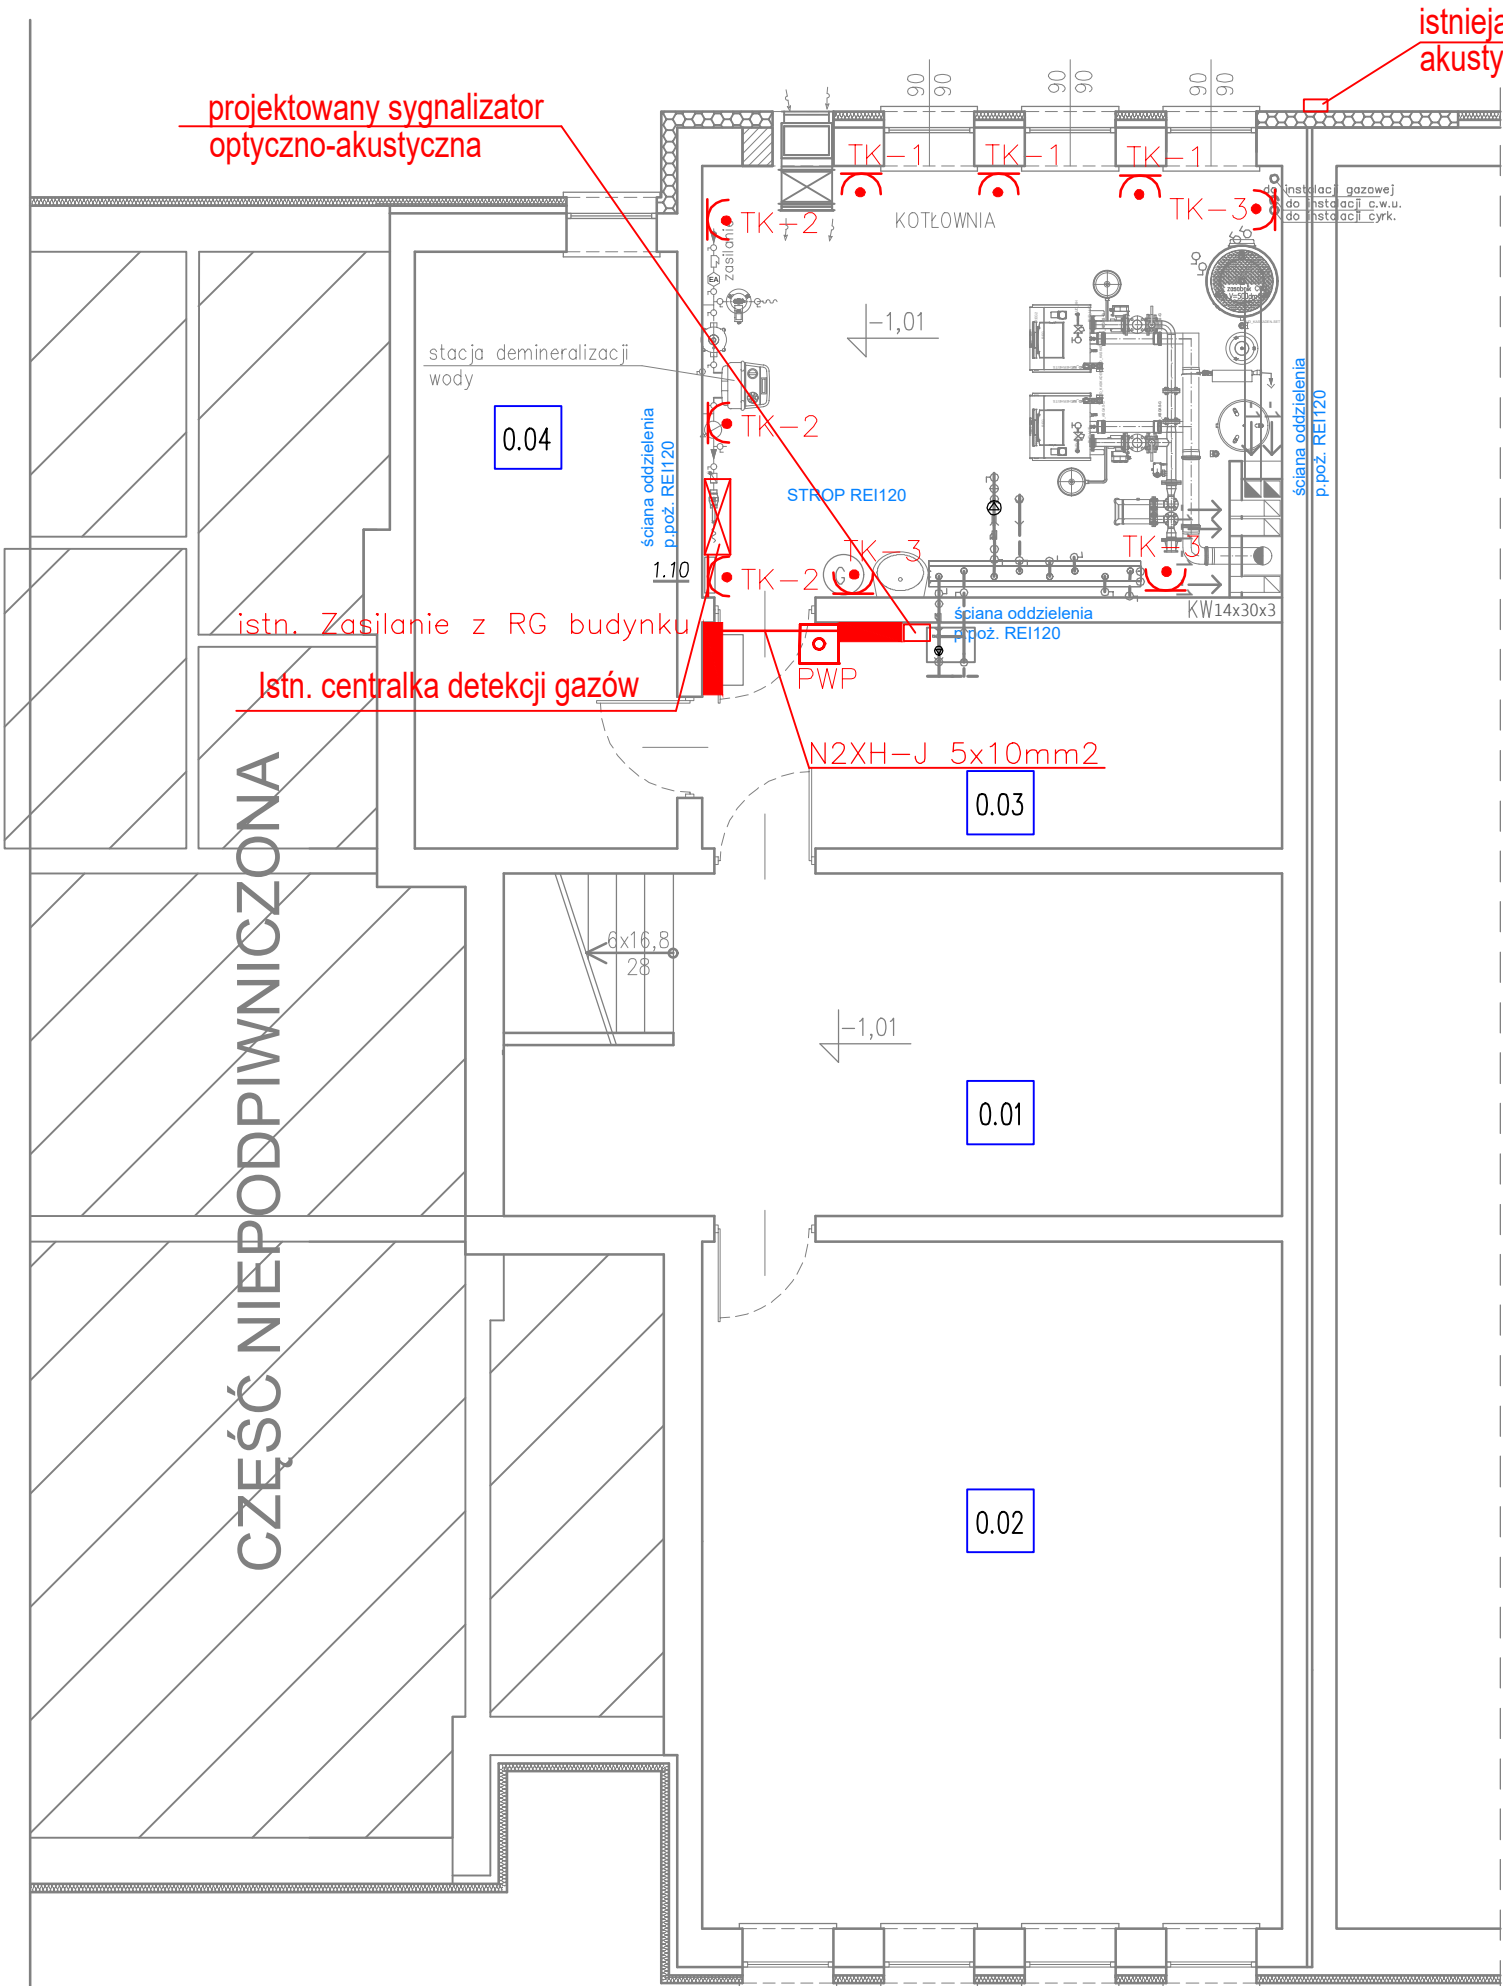 istnieją
akusty
projektowany sygnalizator
optyczno-akustyczna
90
90
90
90
90
90
TK-1
TK-1
TK-1
TK-2
KOTŁOWNIA
TK-3
do instalacji gazowej
do instalacji c.w.u.
do instalacji cyrk.
zasilanie
EA
-1,01
stacja demineralizacji
wody
0.04
TK-2
ściana oddzielenia
p.poż. REI120
STROP REI120
ściana oddzielenia
p.poż. REI120
1.10
TK-2
G
TK-3
TK-3
KW14x30x3
ściana oddzielenia
p.poż. REI120
istn. Zasilanie z RG budynku
PWP
Istn. centralka detekcji gazów
N2XH-J 5x10mm2
0.03
6x16,8
28
-1,01
0.01
CZĘŚĆ NIEPODPIWNICZONA
0.02